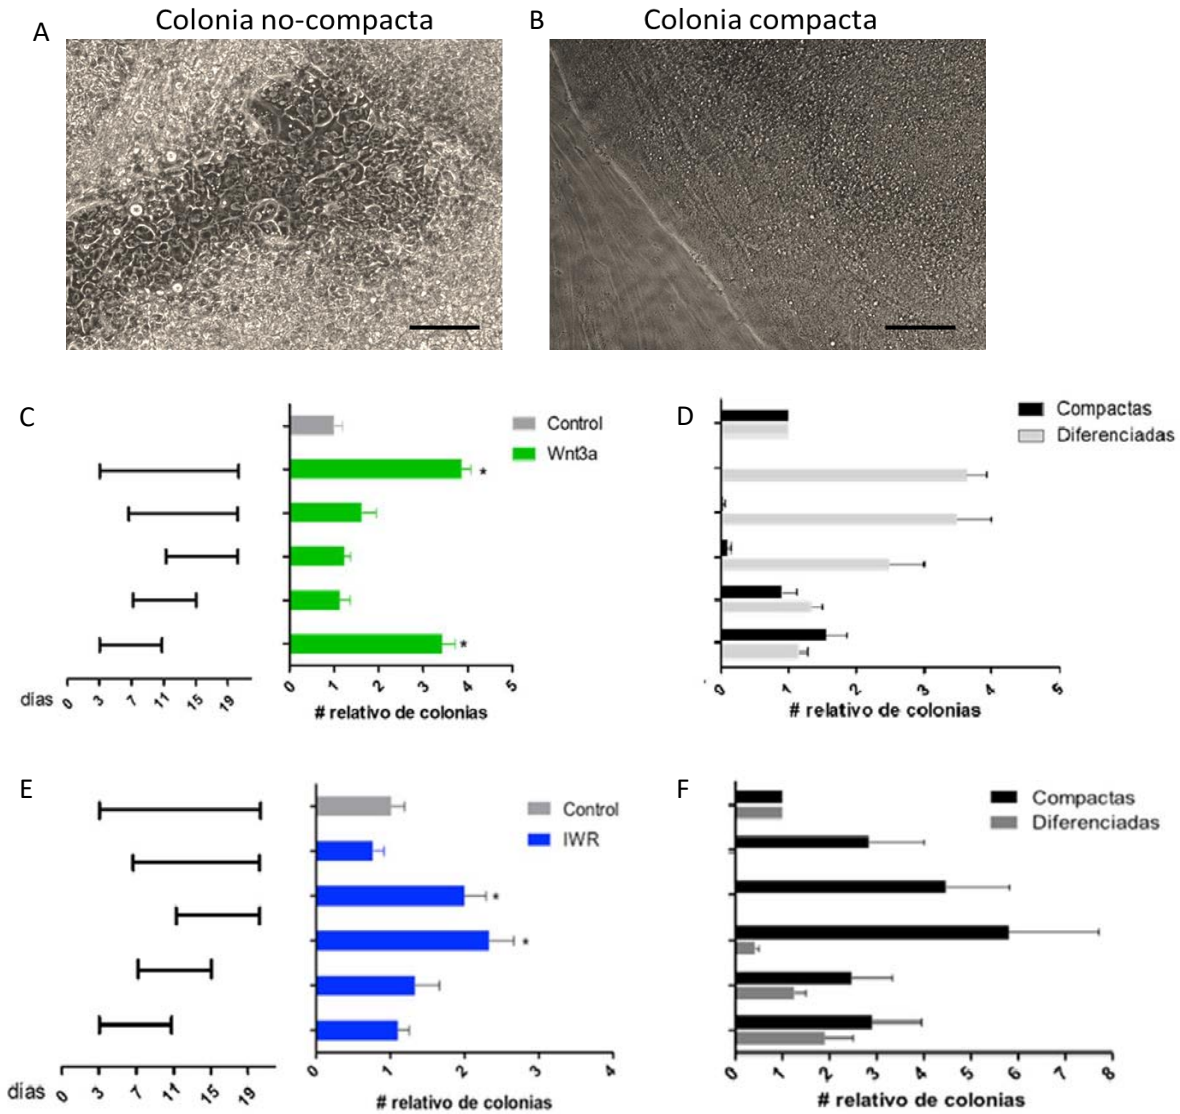 A
Colonia no-compacta
B
Colonia compacta
C
Control
Wnt3a
días
0 3 7 11 15 19
0 1 2 3 4 5
# relativo de colonias
*
*
D
Compactas
Diferenciadas
0 1 2 3 4 5
# relativo de colonias
E
Control
IWR
*
*
días
0 3 7 11 15 19
0 1 2 3 4
# relativo de colonias
F
Compactas
Diferenciadas
0 1 2 3 4 5 6 7 8
# relativo de colonias